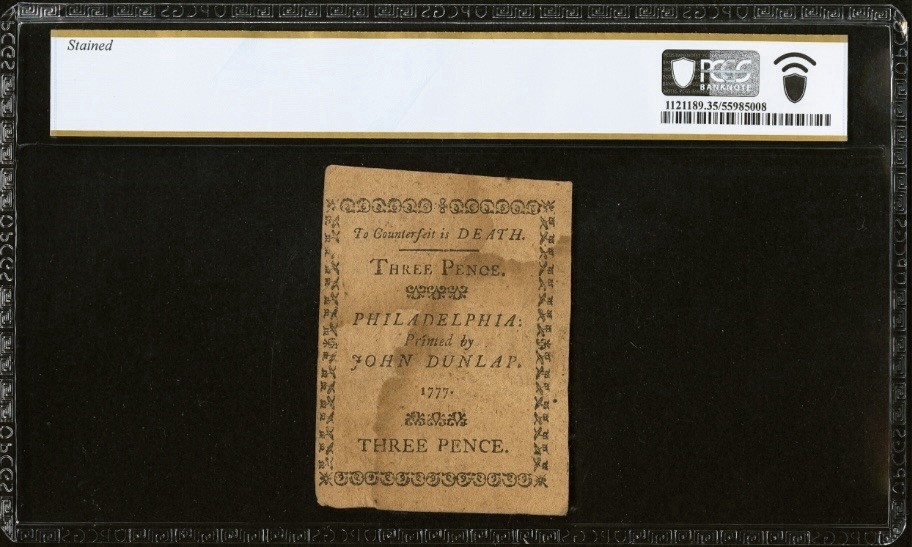 Stained
PCGS
BANKNOTE
1121189.35/55985008
To Counterfeit is DEATH.
THREE PENCE.
PHILADELPHIA:
Printed by
JOHN DUNLAP.
1777.
THREE PENCE.